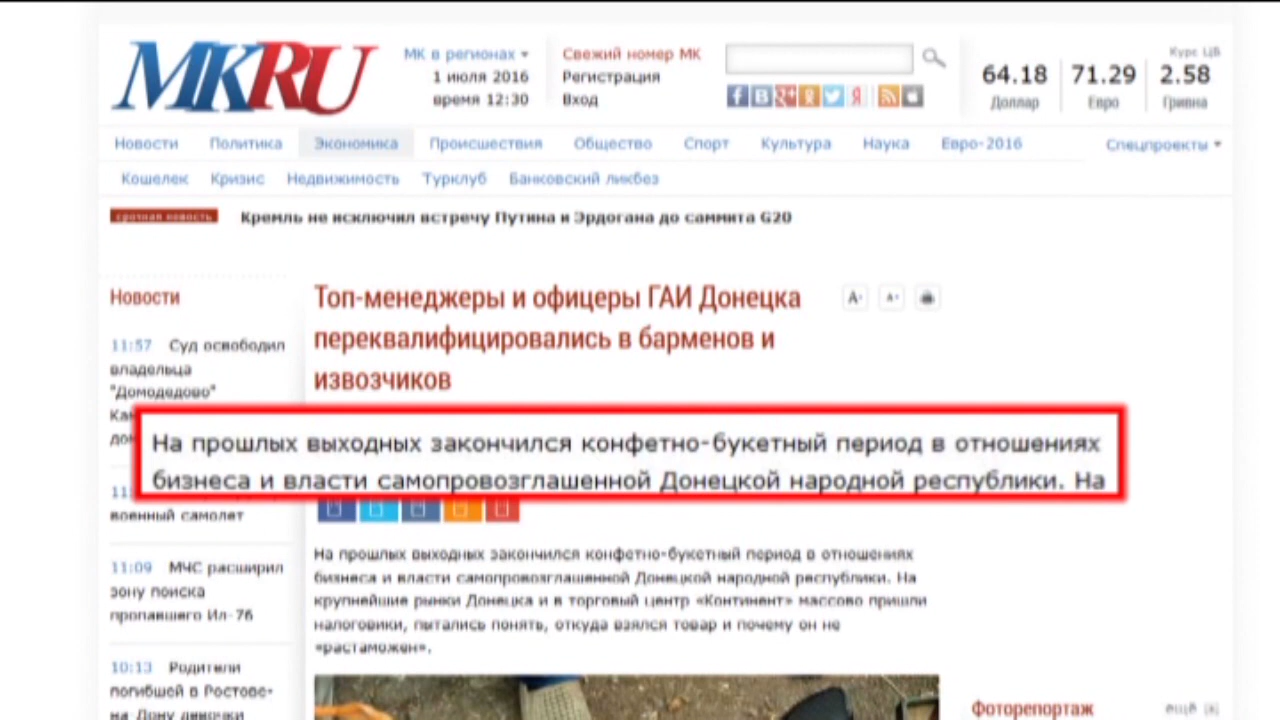 MKRU
МК в регионах
1 июля 2016
время 12:30
Свежий номер МК
Регистрация
Вход
Курс ЦБ
64.18 71.29 2.58
Доллар Евро Гривна
Новости Политика Экономика Происшествия Общество Спорт Культура Наука Евро-2016 Спецпроекты
Кошелек Кризис Недвижимость Турклуб Банковский ликбез
срочная новость Кремль не исключил встречу Путина и Эрдогана до саммита G20
Новости
11:57 Суд освободил
владельца
"Домодедово"
военный самолет
11:09 МЧС расширил
зону поиска
пропавшего Ил-76
10:13 Родители
погибшей в Ростове-
на-Дону девочки
Топ-менеджеры и офицеры ГАИ Донецка
переквалифицировались в барменов и
извозчиков
На прошлых выходных закончился конфетно-букетный период в отношениях
бизнеса и власти самопровозглашенной Донецкой народной республики. На
На прошлых выходных закончился конфетно-букетный период в отношениях
бизнеса и власти самопровозглашенной Донецкой народной республики. На
крупнейшие рынки Донецка и в торговый центр «Континент» массово пришли
налоговики, пытались понять, откуда взялся товар и почему он не
«растаможен».
Фоторепортаж ещё